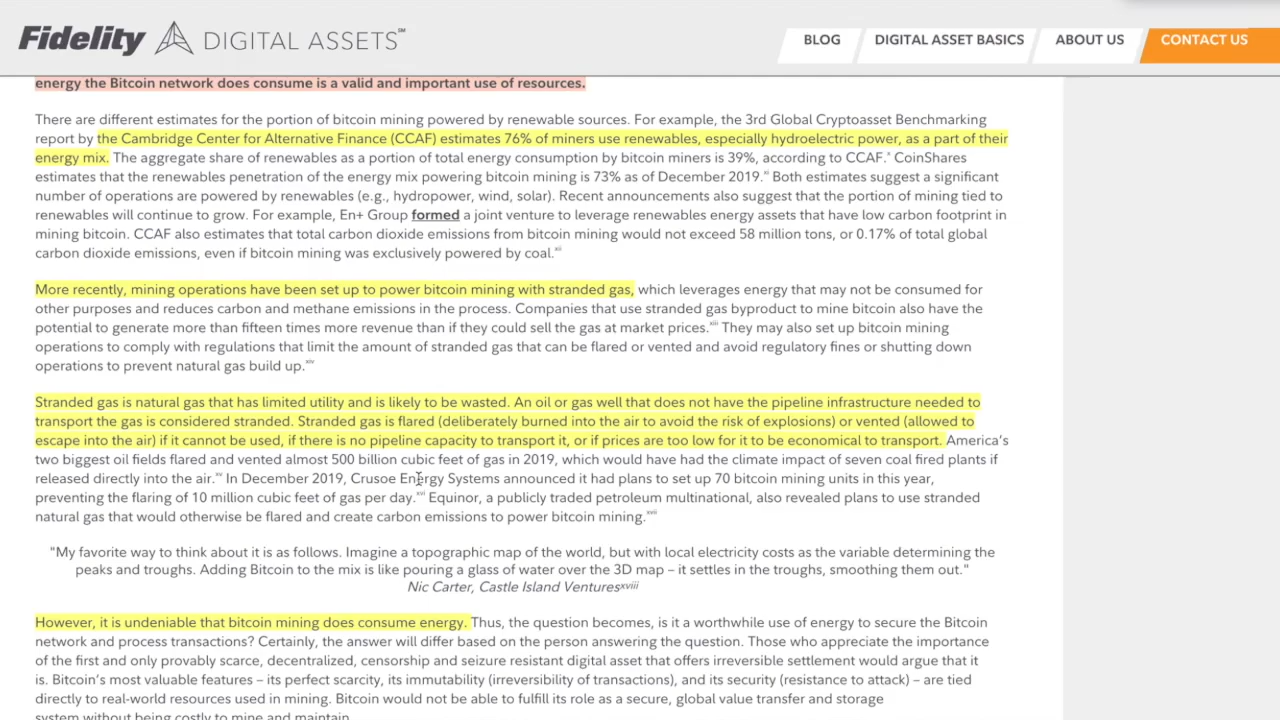 Fidelity DIGITAL ASSETS℠
BLOG
DIGITAL ASSET BASICS
ABOUT US
CONTACT US
energy the Bitcoin network does consume is a valid and important use of resources.
There are different estimates for the portion of bitcoin mining powered by renewable sources. For example, the 3rd Global Cryptoasset Benchmarking
report by the Cambridge Center for Alternative Finance (CCAF) estimates 76% of miners use renewables, especially hydroelectric power, as a part of their
energy mix. The aggregate share of renewables as a portion of total energy consumption by bitcoin miners is 39%, according to CCAF.ˣ CoinShares
estimates that the renewables penetration of the energy mix powering bitcoin mining is 73% as of December 2019.ˣⁱ Both estimates suggest a significant
number of operations are powered by renewables (e.g., hydropower, wind, solar). Recent announcements also suggest that the portion of mining tied to
renewables will continue to grow. For example, En+ Group formed a joint venture to leverage renewables energy assets that have low carbon footprint in
mining bitcoin. CCAF also estimates that total carbon dioxide emissions from bitcoin mining would not exceed 58 million tons, or 0.17% of total global
carbon dioxide emissions, even if bitcoin mining was exclusively powered by coal.ˣⁱⁱ
More recently, mining operations have been set up to power bitcoin mining with stranded gas, which leverages energy that may not be consumed for
other purposes and reduces carbon and methane emissions in the process. Companies that use stranded gas byproduct to mine bitcoin also have the
potential to generate more than fifteen times more revenue than if they could sell the gas at market prices.ˣⁱⁱⁱ They may also set up bitcoin mining
operations to comply with regulations that limit the amount of stranded gas that can be flared or vented and avoid regulatory fines or shutting down
operations to prevent natural gas build up.ˣⁱᵛ
Stranded gas is natural gas that has limited utility and is likely to be wasted. An oil or gas well that does not have the pipeline infrastructure needed to
transport the gas is considered stranded. Stranded gas is flared (deliberately burned into the air to avoid the risk of explosions) or vented (allowed to
escape into the air) if it cannot be used, if there is no pipeline capacity to transport it, or if prices are too low for it to be economical to transport. America's
two biggest oil fields flared and vented almost 500 billion cubic feet of gas in 2019, which would have had the climate impact of seven coal fired plants if
released directly into the air.ˣᵛ In December 2019, Crusoe Energy Systems announced it had plans to set up 70 bitcoin mining units in this year,
preventing the flaring of 10 million cubic feet of gas per day.ˣᵛⁱ Equinor, a publicly traded petroleum multinational, also revealed plans to use stranded
natural gas that would otherwise be flared and create carbon emissions to power bitcoin mining.ˣᵛⁱⁱ
"My favorite way to think about it is as follows. Imagine a topographic map of the world, but with local electricity costs as the variable determining the
peaks and troughs. Adding Bitcoin to the mix is like pouring a glass of water over the 3D map – it settles in the troughs, smoothing them out."
Nic Carter, Castle Island Venturesˣᵛⁱⁱⁱ
However, it is undeniable that bitcoin mining does consume energy. Thus, the question becomes, is it a worthwhile use of energy to secure the Bitcoin
network and process transactions? Certainly, the answer will differ based on the person answering the question. Those who appreciate the importance
of the first and only provably scarce, decentralized, censorship and seizure resistant digital asset that offers irreversible settlement would argue that it
is. Bitcoin's most valuable features – its perfect scarcity, its immutability (irreversibility of transactions), and its security (resistance to attack) – are tied
directly to real-world resources used in mining. Bitcoin would not be able to fulfill its role as a secure, global value transfer and storage
system without being costly to mine and maintain.